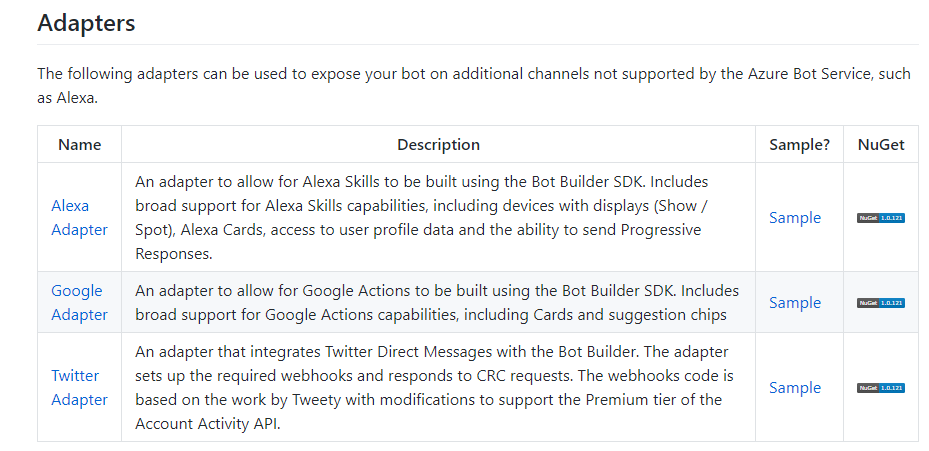 Adapters
The following adapters can be used to expose your bot on additional channels not supported by the Azure Bot Service, such
as Alexa.
Name Description Sample? NuGet
Alexa
Adapter
An adapter to allow for Alexa Skills to be built using the Bot Builder SDK. Includes
broad support for Alexa Skills capabilities, including devices with displays (Show /
Spot), Alexa Cards, access to user profile data and the ability to send Progressive
Responses.
Sample
NuGet 1.0.121
Google
Adapter
An adapter to allow for Google Actions to be built using the Bot Builder SDK. Includes
broad support for Google Actions capabilities, including Cards and suggestion chips
Sample
NuGet 1.0.121
Twitter
Adapter
An adapter that integrates Twitter Direct Messages with the Bot Builder. The adapter
sets up the required webhooks and responds to CRC requests. The webhooks code is
based on the work by Tweety with modifications to support the Premium tier of the
Account Activity API.
Sample
NuGet 1.0.121